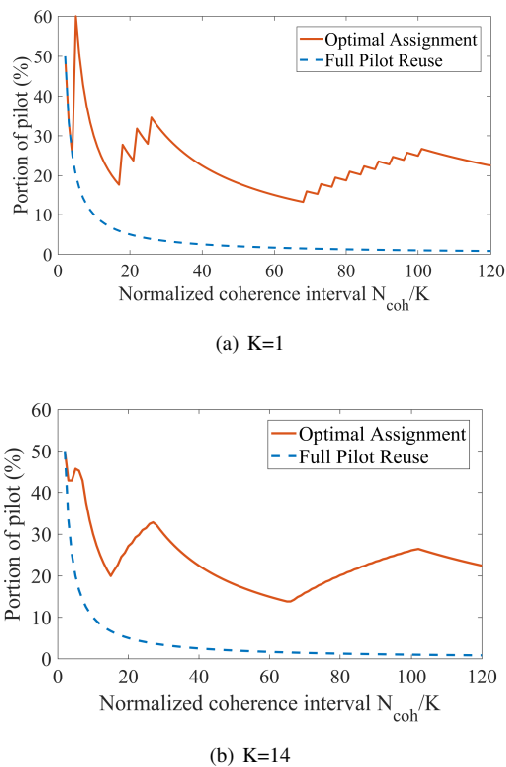 60
50
40
30
20
10
0
Portion of pilot (%)
Optimal Assignment
Full Pilot Reuse
0 20 40 60 80 100 120
Normalized coherence interval N_coh/K
(a) K=1
60
50
40
30
20
10
0
Portion of pilot (%)
Optimal Assignment
Full Pilot Reuse
0 20 40 60 80 100 120
Normalized coherence interval N_coh/K
(b) K=14